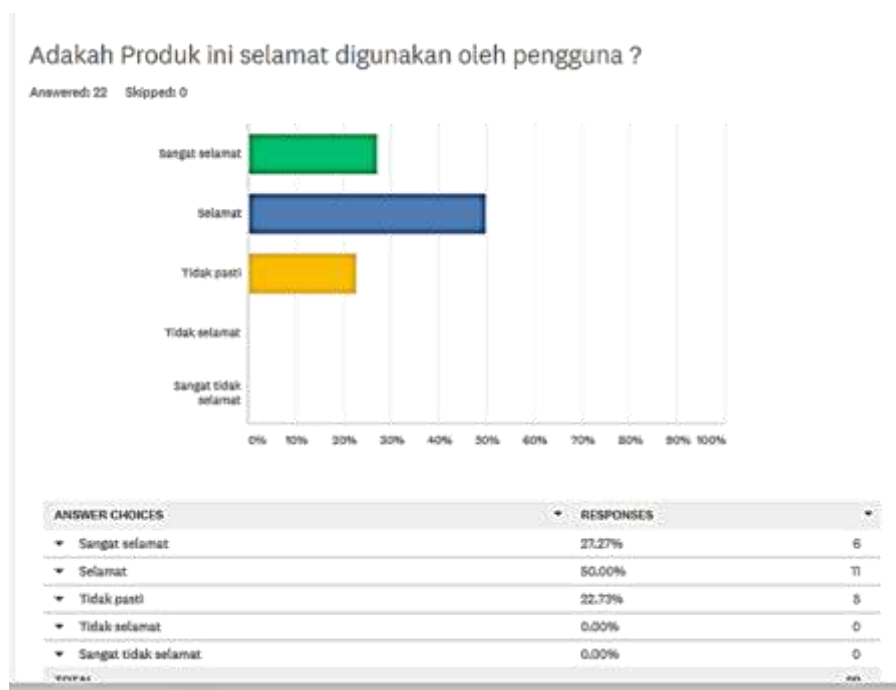 Adakah Produk ini selamat digunakan oleh pengguna ?
Answered: 22 Skipped: 0
Sangat selamat
Selamat
Tidak pasti
Tidak selamat
Sangat tidak
selamat
0% 10% 20% 30% 40% 50% 60% 70% 80% 90% 100%
ANSWER CHOICES RESPONSES
Sangat selamat 27.27% 6
Selamat 50.00% 11
Tidak pasti 22.73% 5
Tidak selamat 0.00% 0
Sangat tidak selamat 0.00% 0
TOTAL